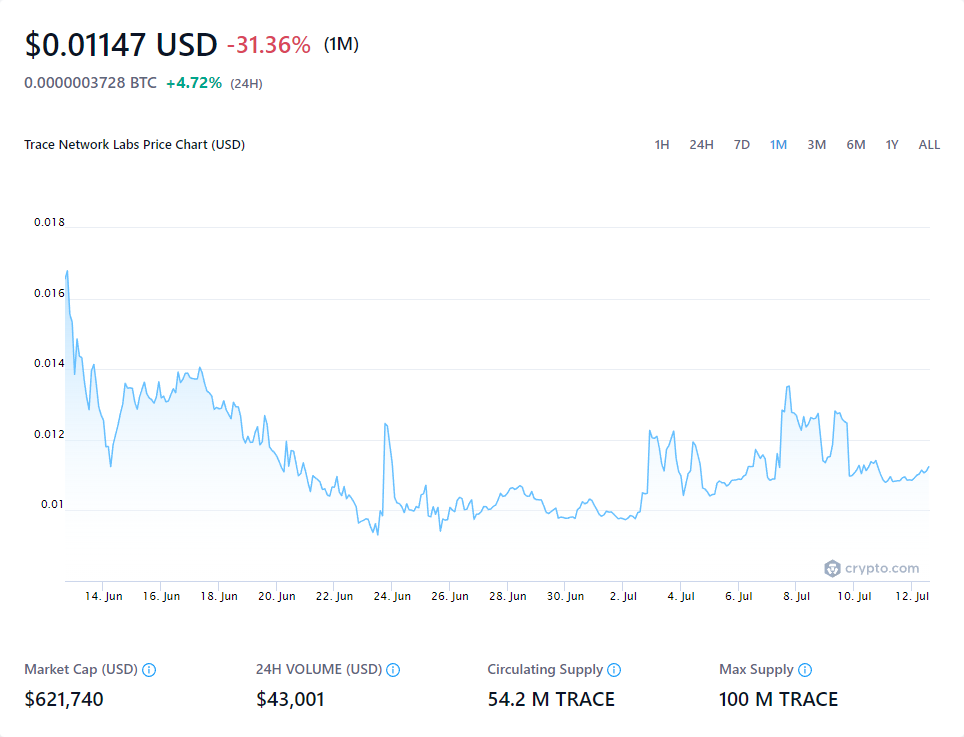 $0.01147 USD -31.36% (1M)
0.0000003728 BTC +4.72% (24H)
Trace Network Labs Price Chart (USD) 1H 24H 7D 1M 3M 6M 1Y ALL
0.018
0.016
0.014
0.012
0.01
crypto.com
14. Jun 16. Jun 18. Jun 20. Jun 22. Jun 24. Jun 26. Jun 28. Jun 30. Jun 2. Jul 4. Jul 6. Jul 8. Jul 10. Jul 12. Jul
Market Cap (USD) 24H VOLUME (USD) Circulating Supply Max Supply
$621,740 $43,001 54.2 M TRACE 100 M TRACE